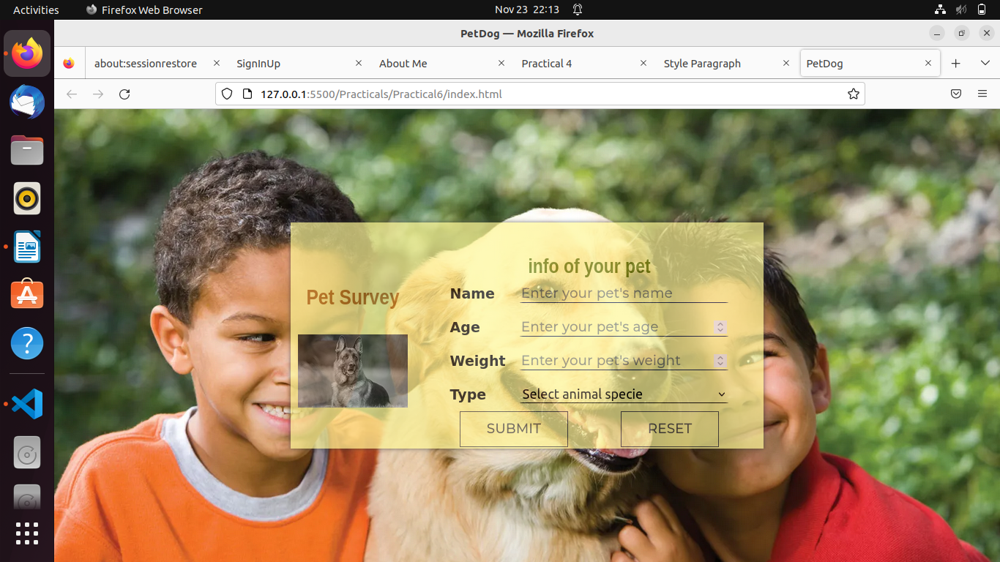 Activities
Firefox Web Browser
Nov 23 22:13
PetDog — Mozilla Firefox
about:sessionrestore
SignInUp
About Me
Practical 4
Style Paragraph
PetDog
127.0.0.1:5500/Practicals/Practical6/index.html
info of your pet
Pet Survey
Name Enter your pet's name
Age Enter your pet's age
Weight Enter your pet's weight
Type Select animal specie
SUBMIT RESET